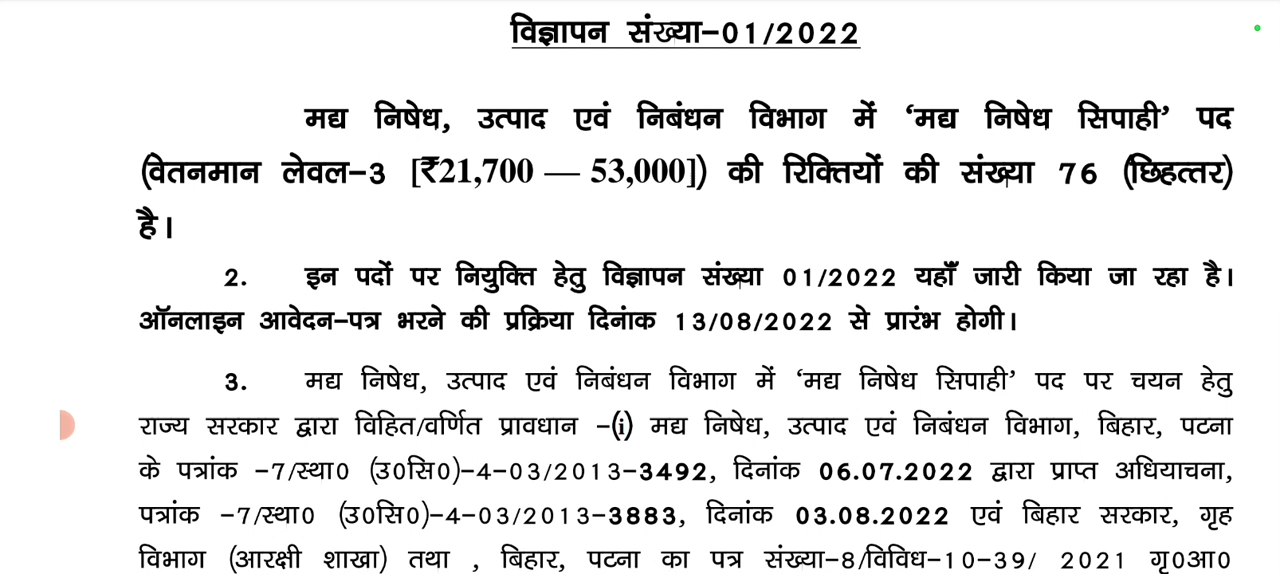 विज्ञापन संख्या–01/2022
मद्य निषेध, उत्पाद एवं निबंधन विभाग में ‘मद्य निषेध सिपाही’ पद
(वेतनमान लेवल–3 [₹21,700 — 53,000]) की रिक्तियों की संख्या 76 (छिहत्तर)
है।
2. इन पदों पर नियुक्ति हेतु विज्ञापन संख्या 01/2022 यहाँ जारी किया जा रहा है।
ऑनलाइन आवेदन–पत्र भरने की प्रक्रिया दिनांक 13/08/2022 से प्रारंभ होगी।
3. मद्य निषेध, उत्पाद एवं निबंधन विभाग में ‘मद्य निषेध सिपाही’ पद पर चयन हेतु
राज्य सरकार द्वारा विहित/वर्णित प्रावधान –(i) मद्य निषेध, उत्पाद एवं निबंधन विभाग, बिहार, पटना
के पत्रांक –7/स्था0 (उ0सि0)–4–03/2013–3492, दिनांक 06.07.2022 द्वारा प्राप्त अधियाचना,
पत्रांक –7/स्था0 (उ0सि0)–4–03/2013–3883, दिनांक 03.08.2022 एवं बिहार सरकार, गृह
विभाग (आरक्षी शाखा) तथा , बिहार, पटना का पत्र संख्या–8/विविध–10–39/ 2021 गृ0आ0